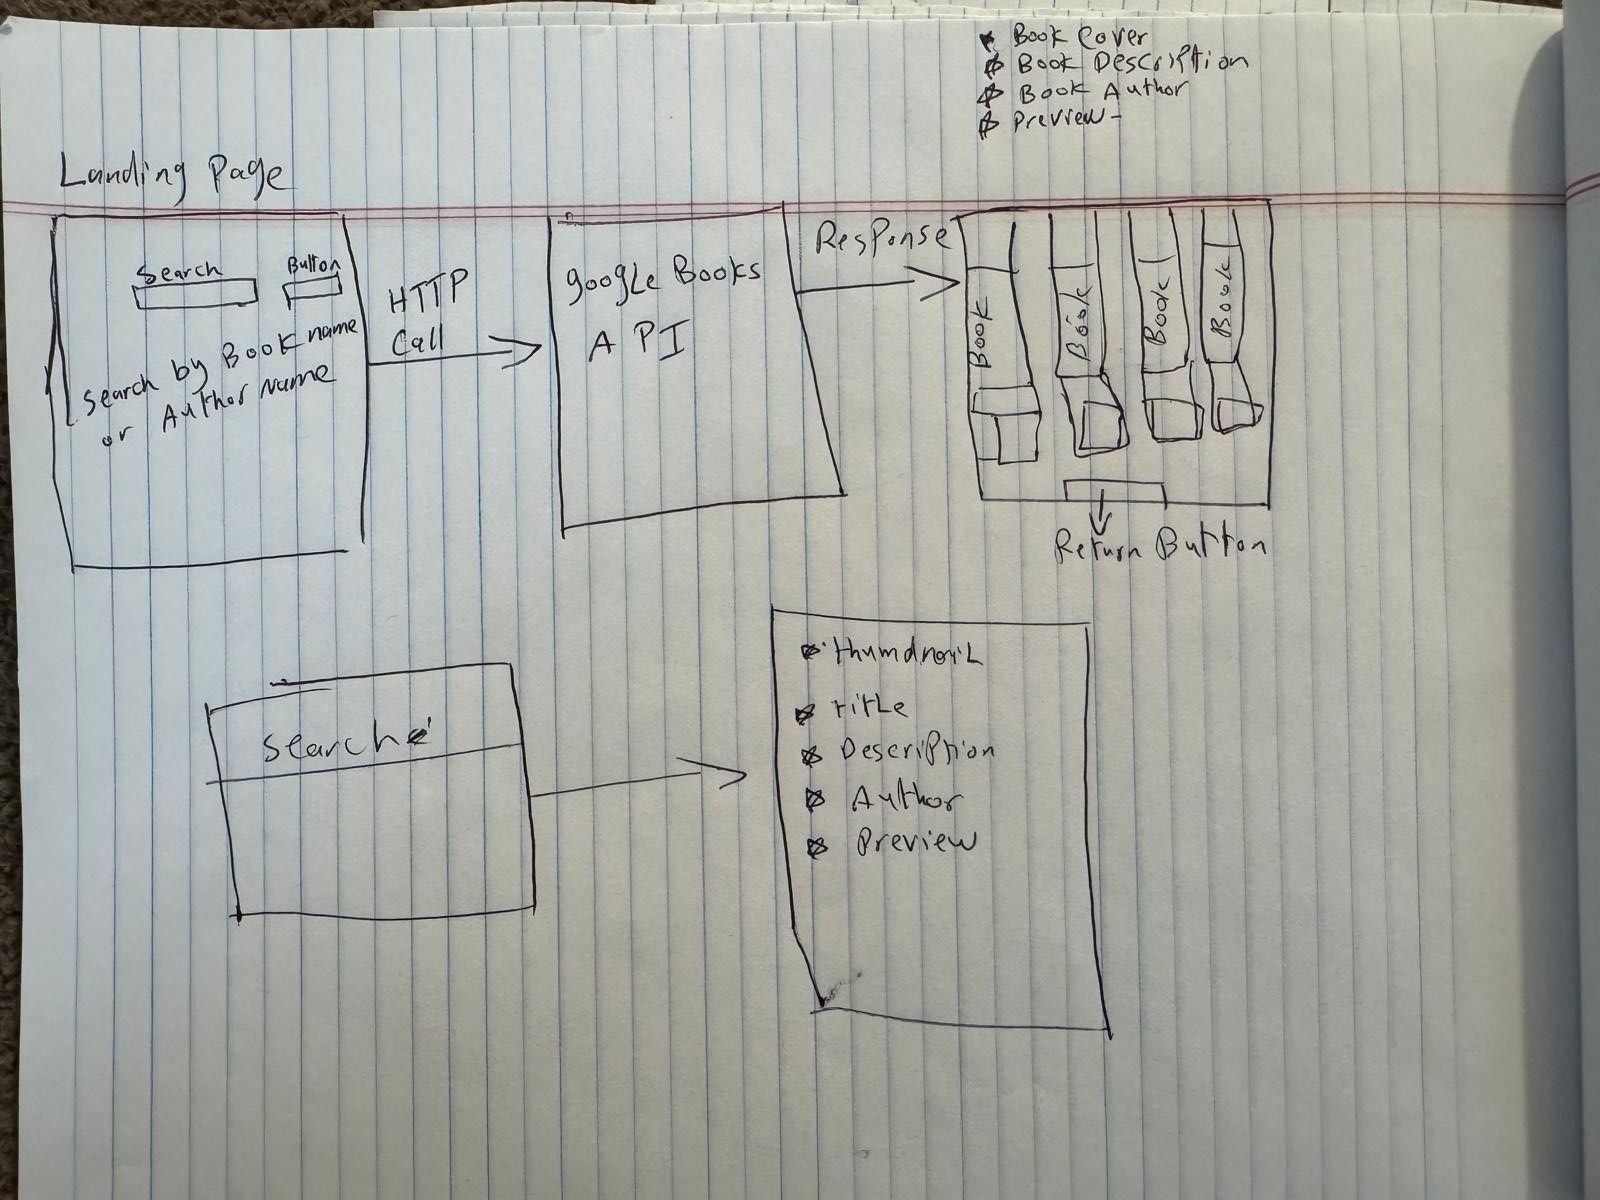 Book Cover
Book Description
Book Author
Preview-
Landing Page
Search
Button
Search by Book name
or Author Name
HTTP
Call
google Books
API
Response
Book
Book
Book
Book
Return Button
Search
thumdnail
title
Description
Author
Preview